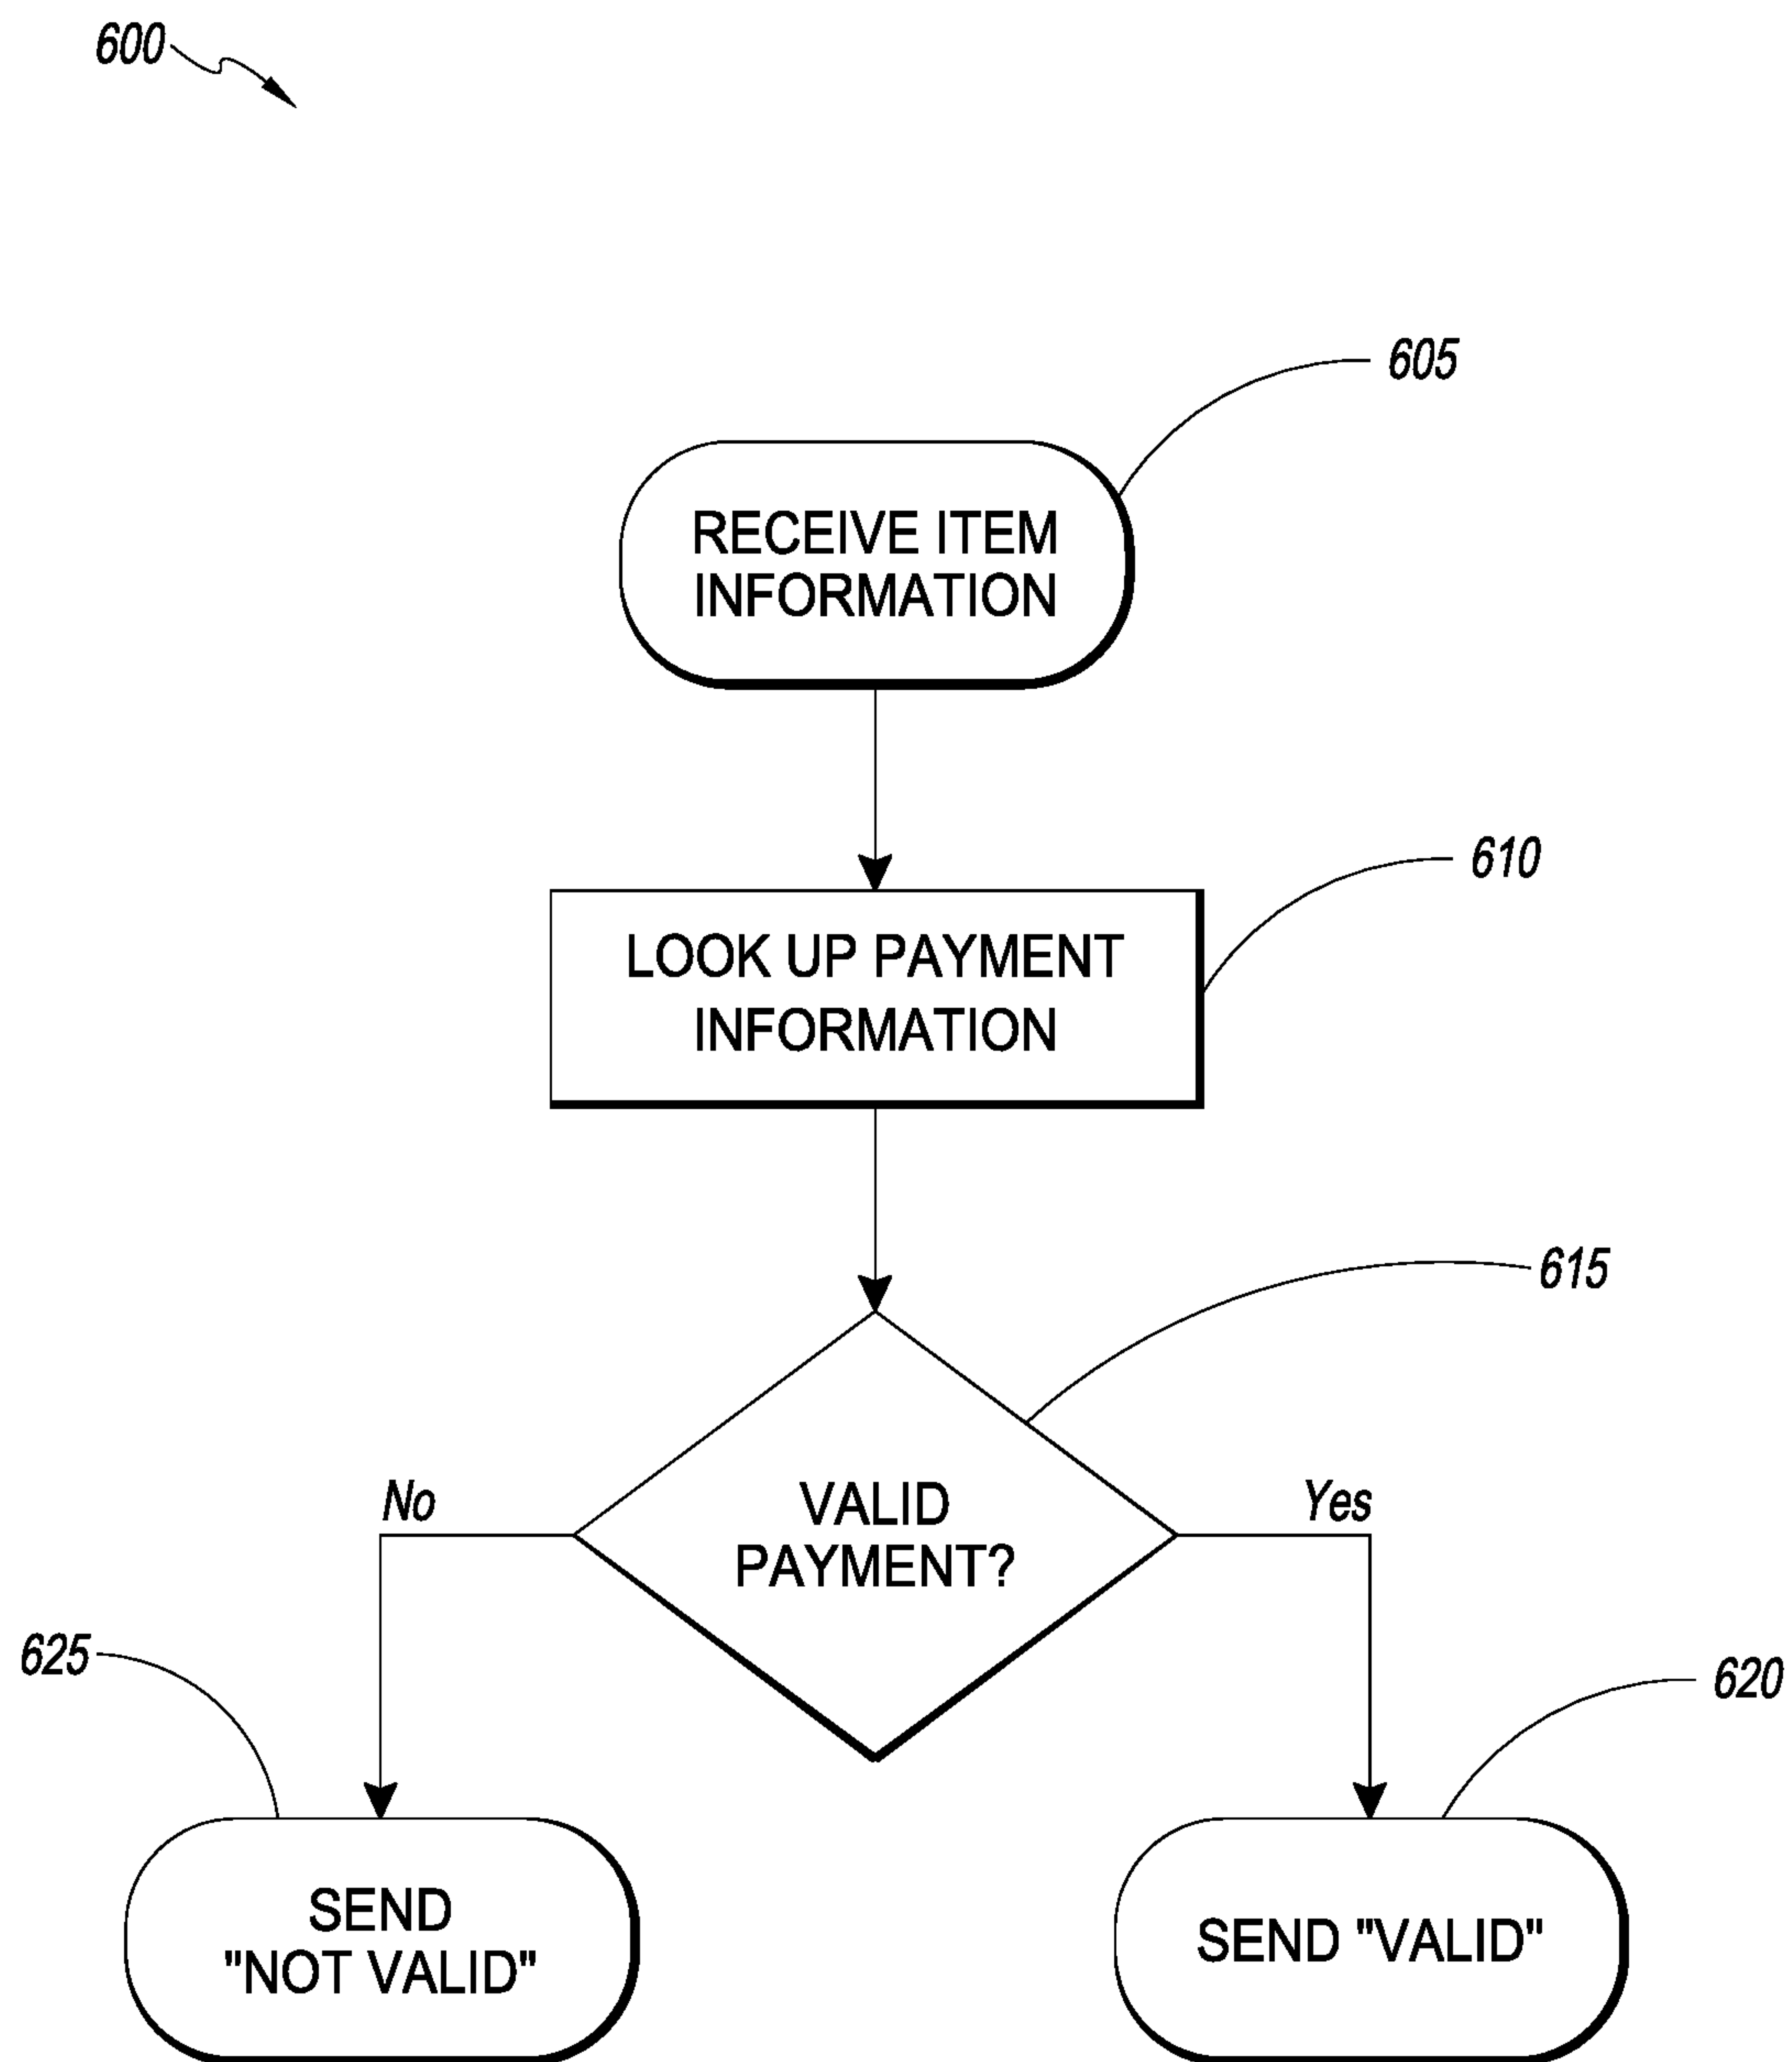 600
605
RECEIVE ITEM
INFORMATION
610
LOOK UP PAYMENT
INFORMATION
615
VALID
PAYMENT?
No
Yes
625
620
SEND
"NOT VALID"
SEND "VALID"